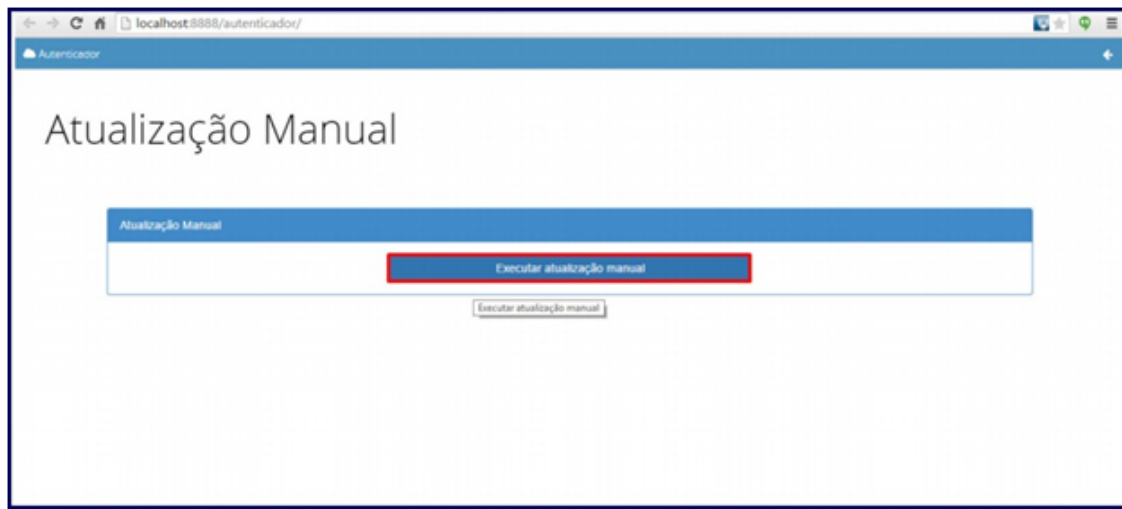 localhost:8888/autenticador/
Autenticador
Atualização Manual
Atualização Manual
Executar atualização manual
Executar atualização manual